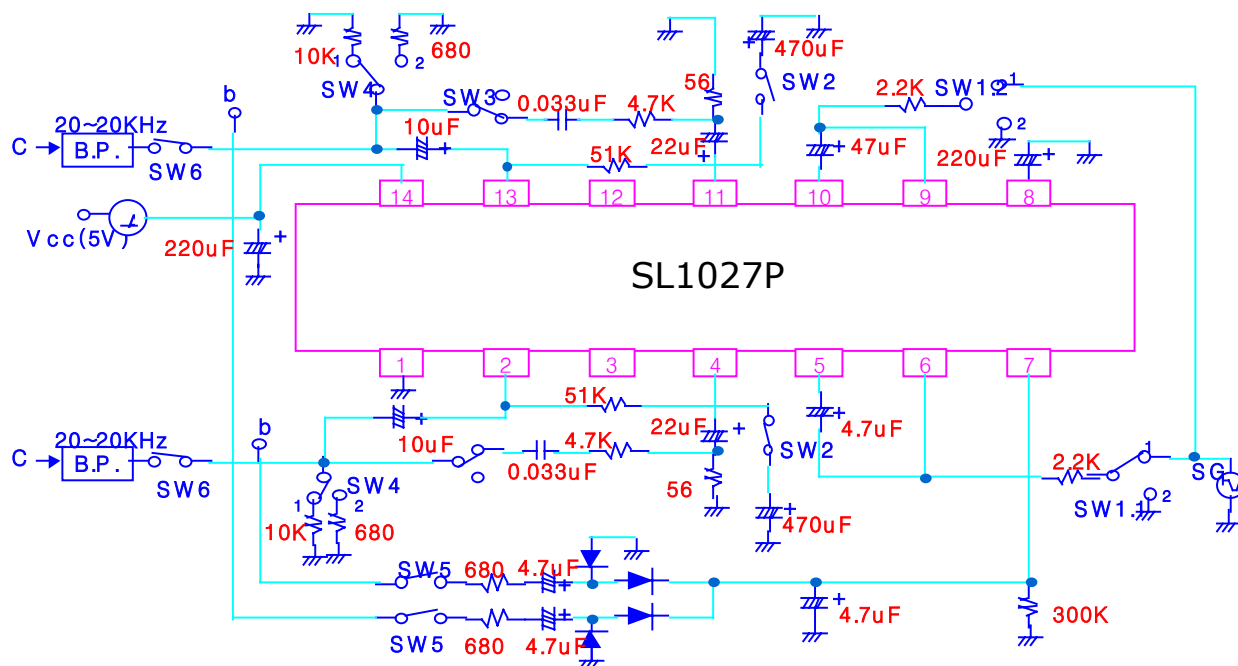 10K
1
2
680
SW4
b
SW3
0.033uF
4.7K
56
+
470uF
SW2
2.2K
SW1.2
1
2
20~20KHz
C
B.P.
SW6
10uF
+
51K
22uF
+
+
47uF
220uF
+
14
13
12
11
10
9
8
Vcc(5V)
220uF
+
SL1027P
1
2
3
4
5
6
7
51K
10uF
+
22uF
+
SW2
+
4.7uF
b
20~20KHz
C
B.P.
SW6
4.7K
0.033uF
56
2.2K
1
SG
SW1.1
2
SW4
1
2
10K
680
+
470uF
SW5
680
4.7uF
+
+
4.7uF
300K
SW5
680
4.7uF
+